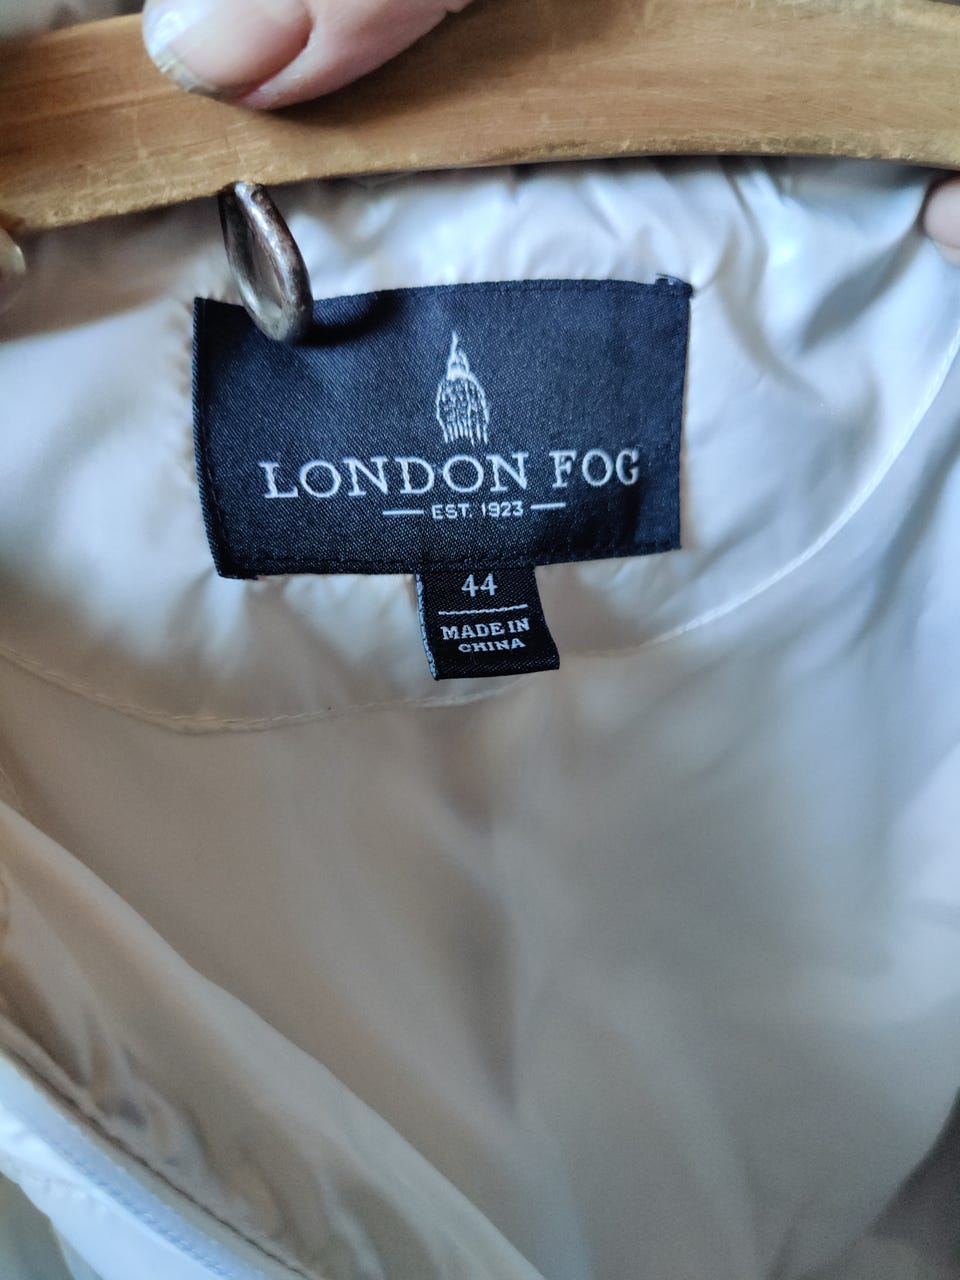 LONDON FOG
EST. 1923
44
MADE IN
CHINA